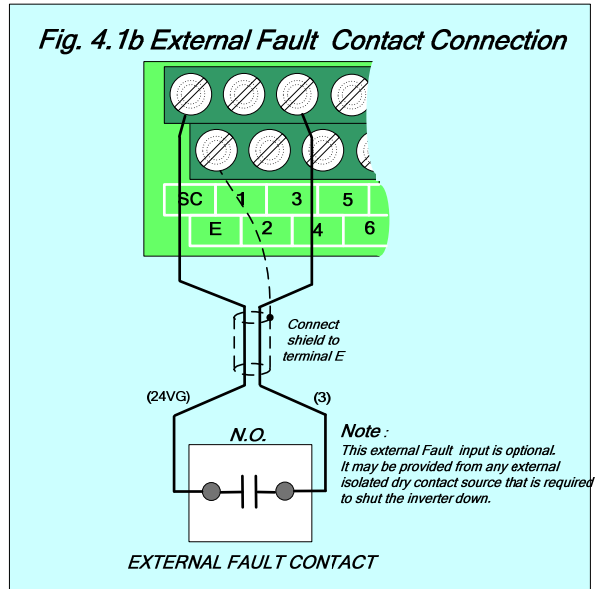 Fig. 4.1b External Fault Contact Connection
SC 1 3 5
E 2 4 6
Connect
shield to
terminal E
(24VG) (3)
N.O.
Note :
This external Fault input is optional.
It may be provided from any external
isolated dry contact source that is required
to shut the inverter down.
EXTERNAL FAULT CONTACT